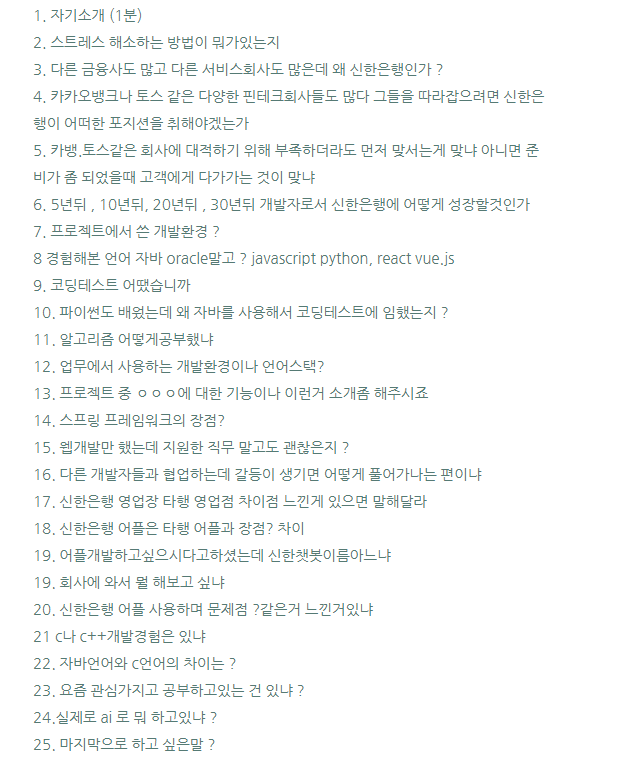 1. 자기소개 (1분)
2. 스트레스 해소하는 방법이 뭐가있는지
3. 다른 금융사도 많고 다른 서비스회사도 많은데 왜 신한은행인가 ?
4. 카카오뱅크나 토스 같은 다양한 핀테크회사들도 많다 그들을 따라잡으려면 신한은
행이 어떠한 포지션을 취해야겠는가
5. 카뱅.토스같은 회사에 대적하기 위해 부족하더라도 먼저 맞서는게 맞냐 아니면 준
비가 좀 되었을때 고객에게 다가가는 것이 맞냐
6. 5년뒤 , 10년뒤, 20년뒤 , 30년뒤 개발자로서 신한은행에 어떻게 성장할것인가
7. 프로젝트에서 쓴 개발환경 ?
8 경험해본 언어 자바 oracle말고 ? javascript python, react vue.js
9. 코딩테스트 어땠습니까
10. 파이썬도 배웠는데 왜 자바를 사용해서 코딩테스트에 임했는지 ?
11. 알고리즘 어떻게공부했냐
12. 업무에서 사용하는 개발환경이나 언어스택?
13. 프로젝트 중 ㅇㅇㅇ에 대한 기능이나 이런거 소개좀 해주시죠
14. 스프링 프레임워크의 장점?
15. 웹개발만 했는데 지원한 직무 말고도 괜찮은지 ?
16. 다른 개발자들과 협업하는데 갈등이 생기면 어떻게 풀어가나는 편이냐
17. 신한은행 영업장 타행 영업점 차이점 느낀게 있으면 말해달라
18. 신한은행 어플은 타행 어플과 장점? 차이
19. 어플개발하고싶으시다고하셨는데 신한챗봇이름아느냐
19. 회사에 와서 뭘 해보고 싶냐
20. 신한은행 어플 사용하며 문제점 ?같은거 느낀거있냐
21 c나 c++개발경험은 있냐
22. 자바언어와 c언어의 차이는 ?
23. 요즘 관심가지고 공부하고있는 건 있냐 ?
24.실제로 ai 로 뭐 하고있냐 ?
25. 마지막으로 하고 싶은말 ?